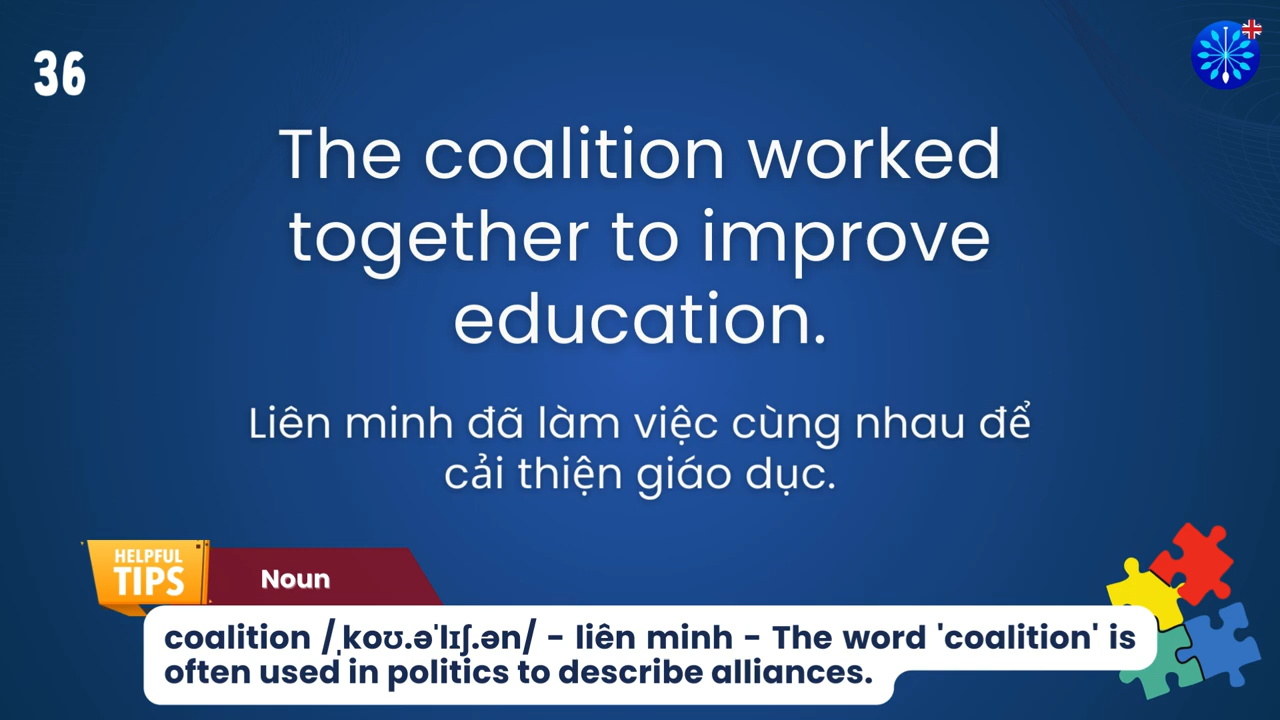 36
The coalition worked
together to improve
education.
Liên minh đã làm việc cùng nhau để
cải thiện giáo dục.
HELPFUL
TIPS
Noun
coalition /ˌkoʊ.əˈlɪʃ.ən/ - liên minh - The word 'coalition' is
often used in politics to describe alliances.